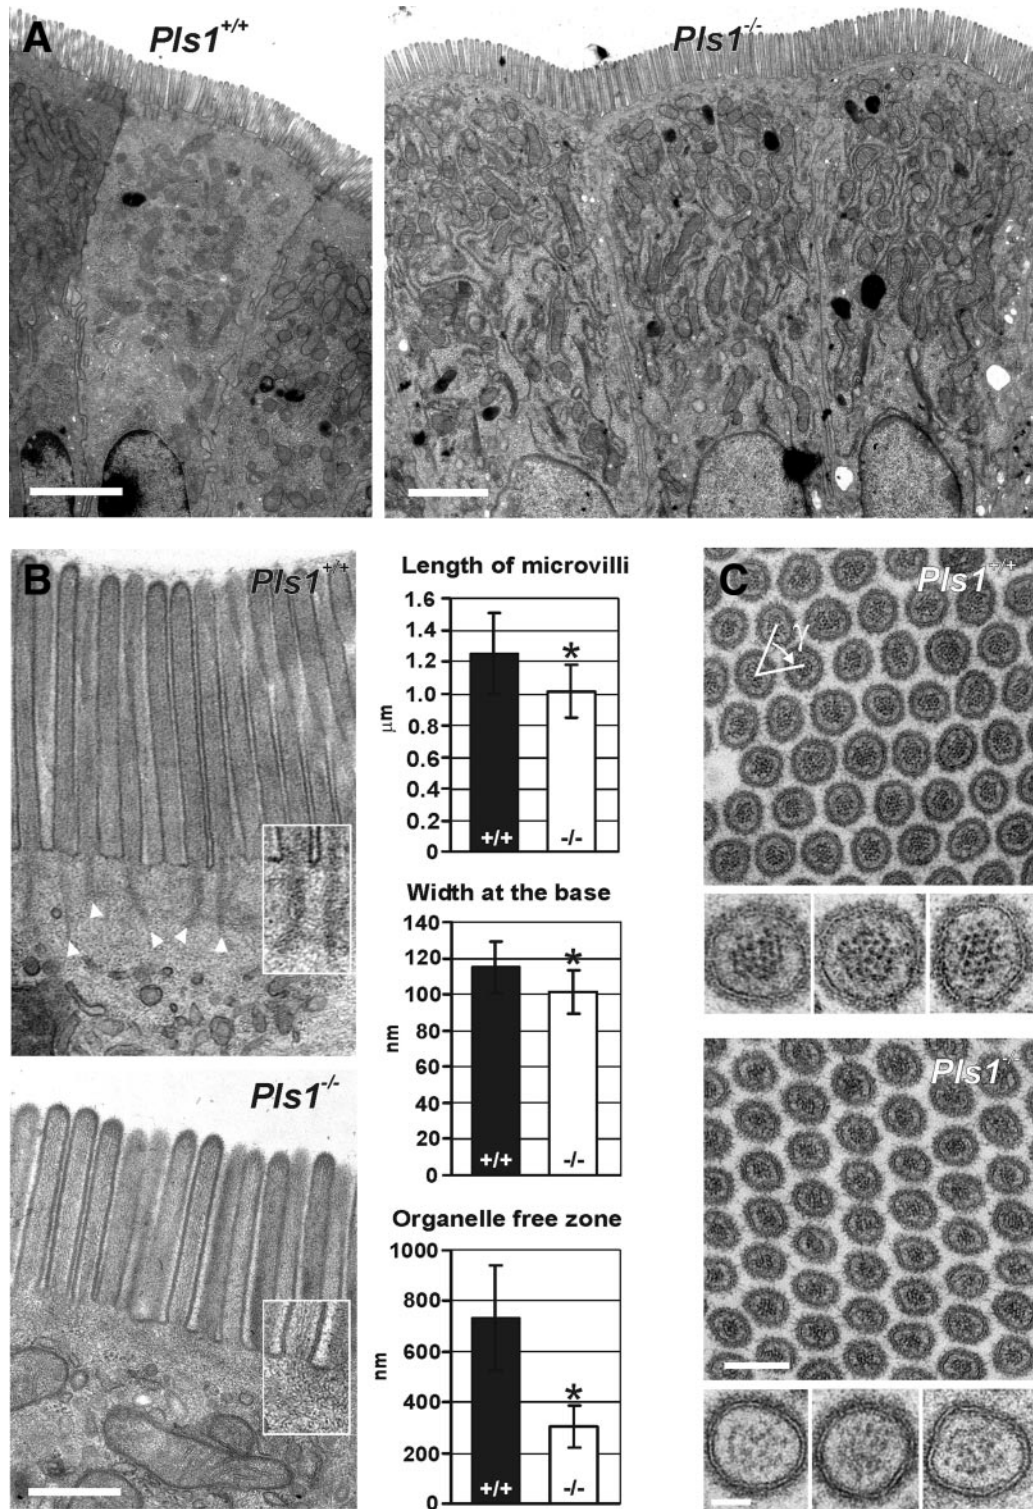 A
Pls1+/+
Pls1-/-
B
Pls1+/+
Pls1-/-
Length of microvilli
1.6
1.4
1.2
1.0
0.8
0.6
0.4
0.2
0
μm
*
+/+
-/-
Width at the base
140
120
100
80
60
40
20
0
nm
*
+/+
-/-
Organelle free zone
1000
800
600
400
200
0
nm
*
+/+
-/-
C
Pls1+/+
γ
Pls1-/-